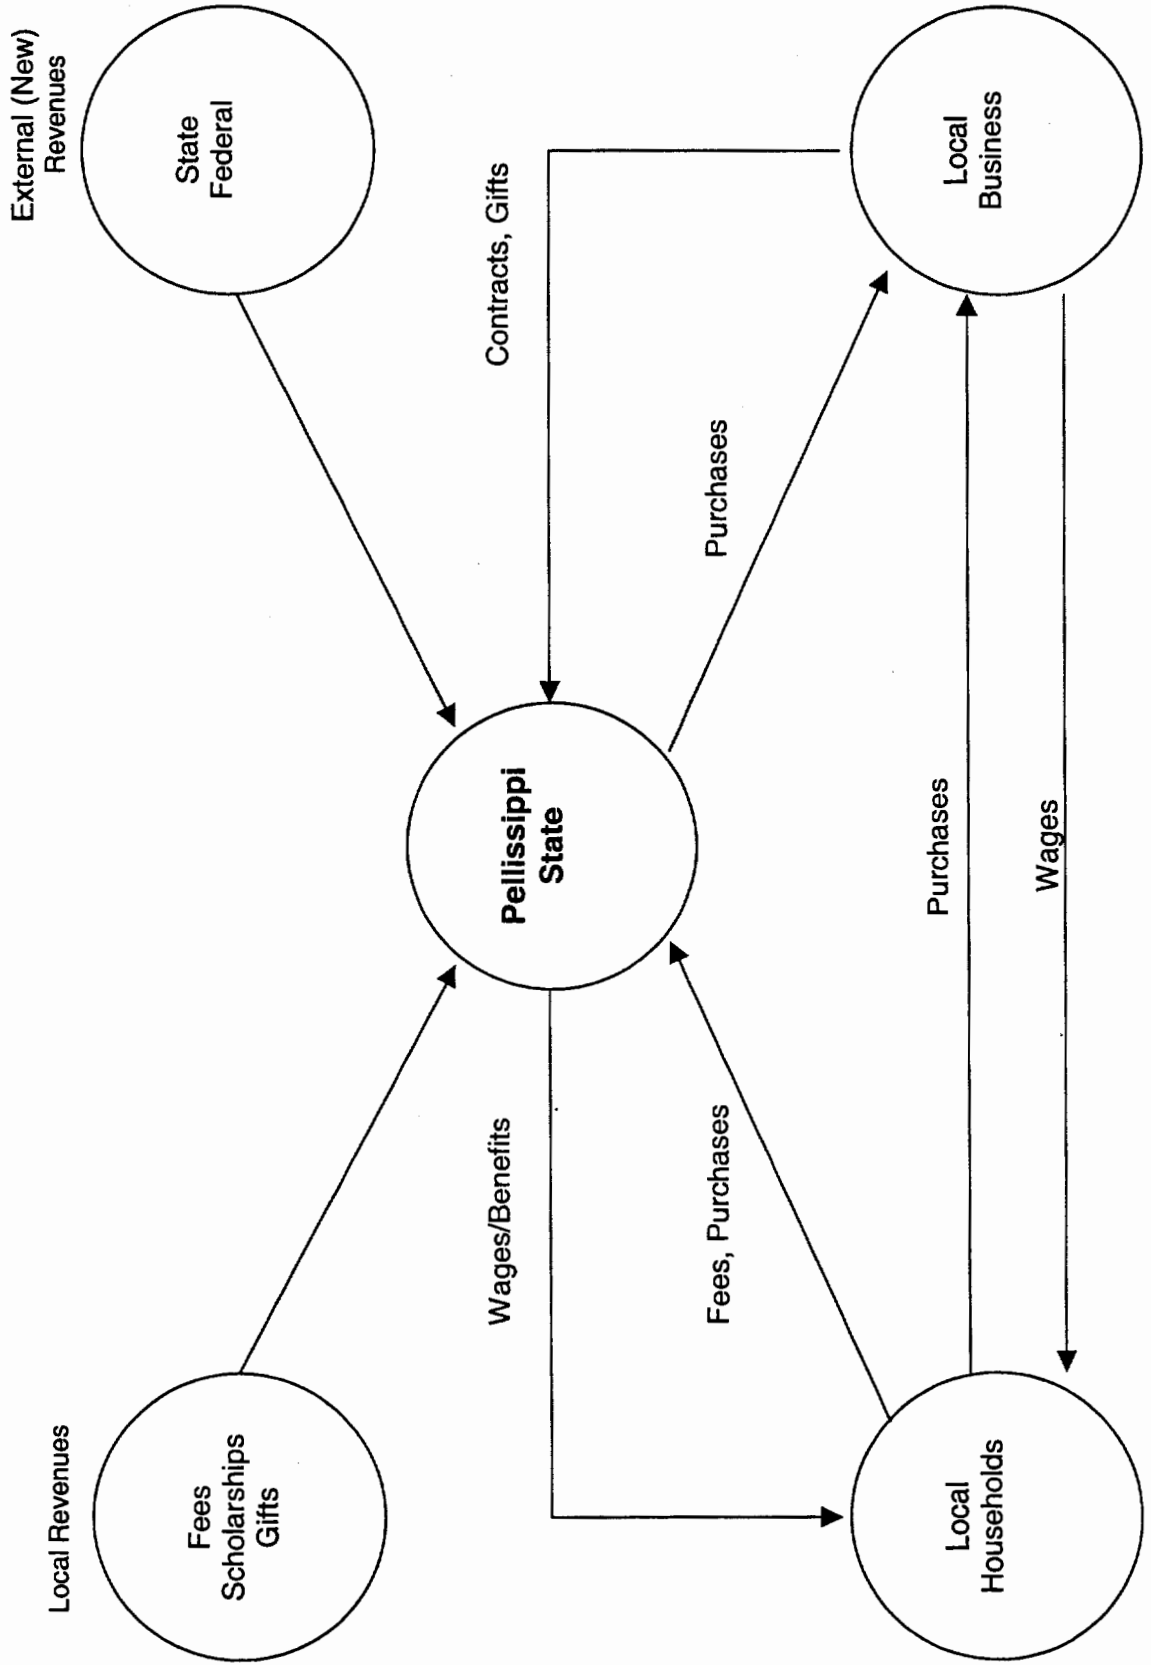 Local Revenues
External (New)
Revenues
Fees
Scholarships
Gifts
State
Federal
Wages/Benefits
Contracts, Gifts
Pellissippi
State
Fees, Purchases
Purchases
Purchases
Local
Households
Local
Business
Wages